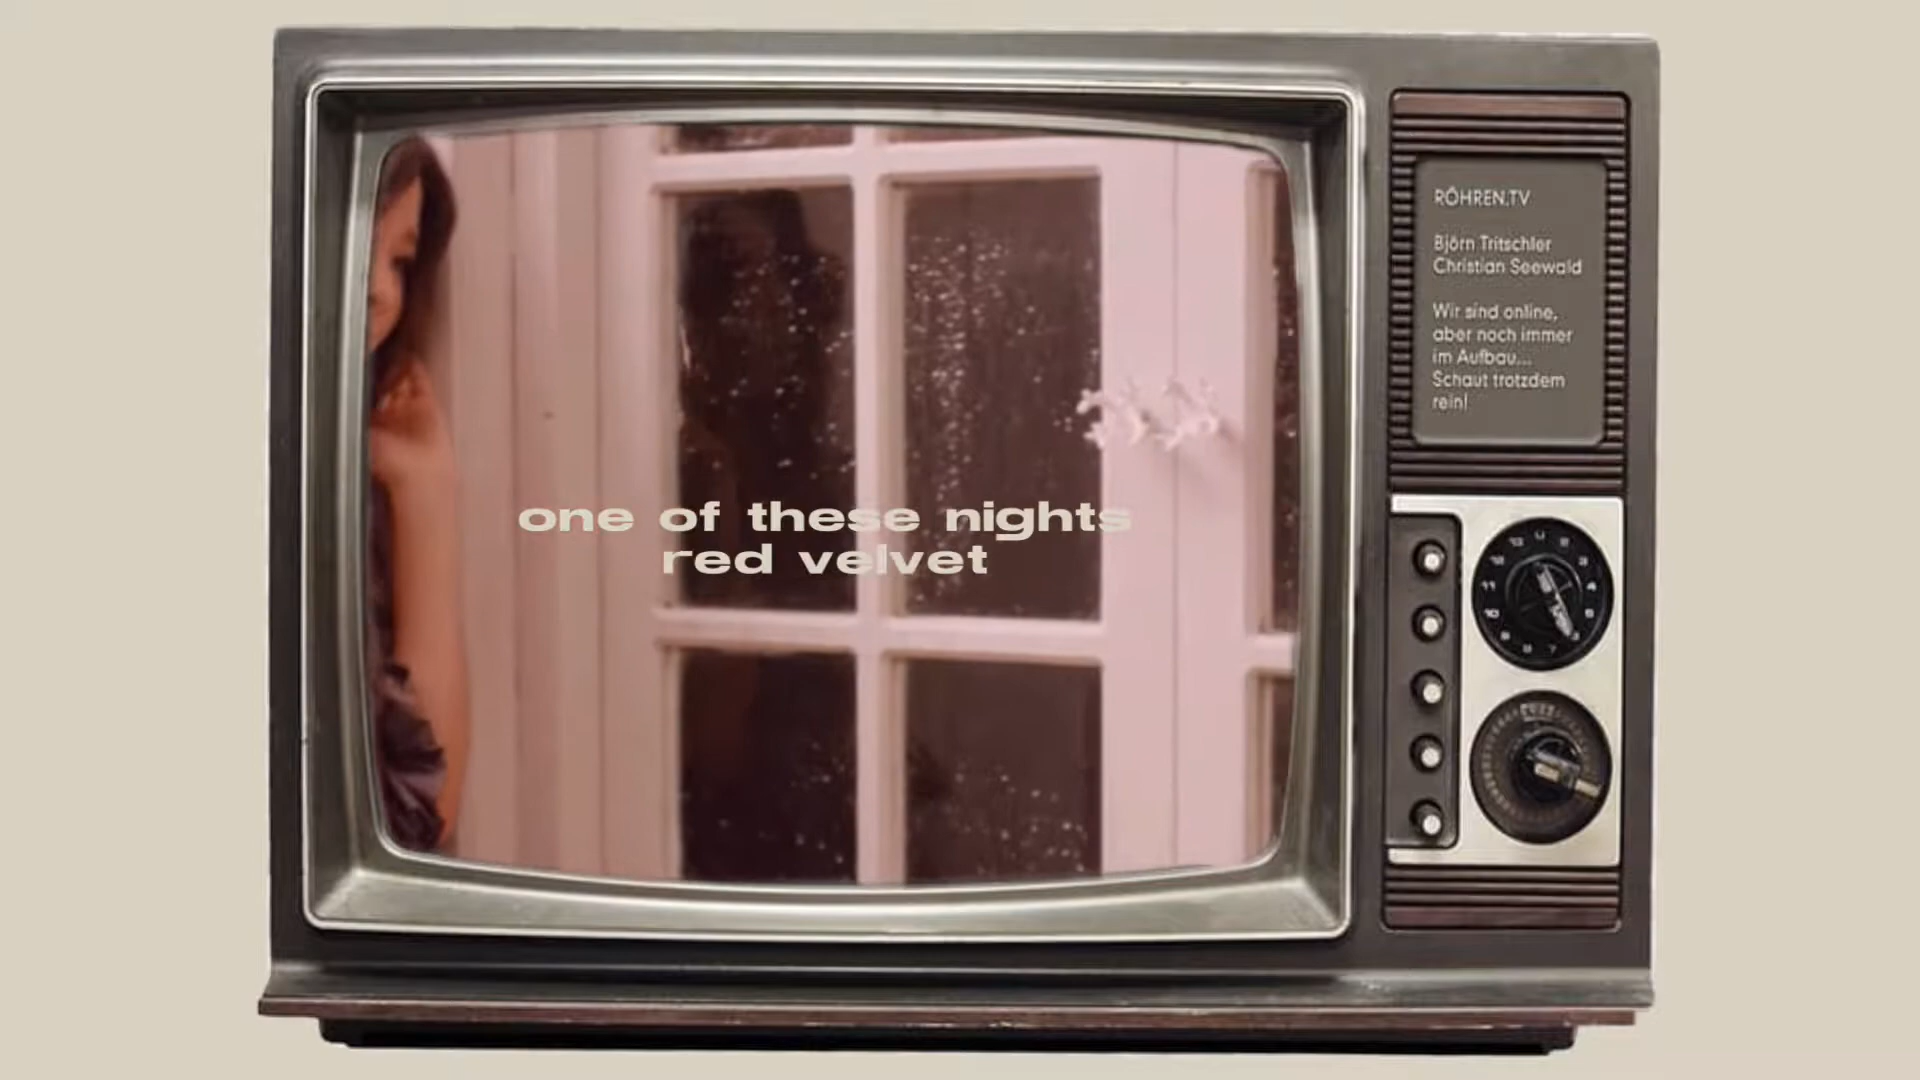 one of these nights
red velvet
RÖHREN.TV
Björn Tritschler
Christian Seewald
Wir sind online,
aber noch immer
im Aufbau...
Schaut trotzdem
rein!